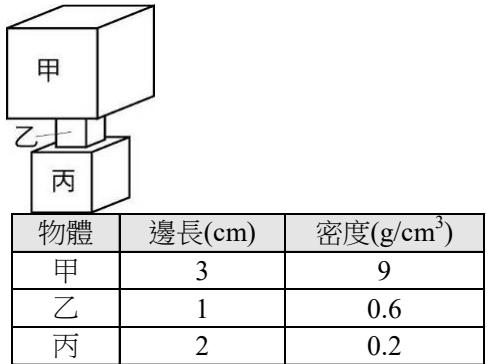 甲
乙
丙
物體 邊長(cm) 密度(g/cm³)
甲 3 9
乙 1 0.6
丙 2 0.2